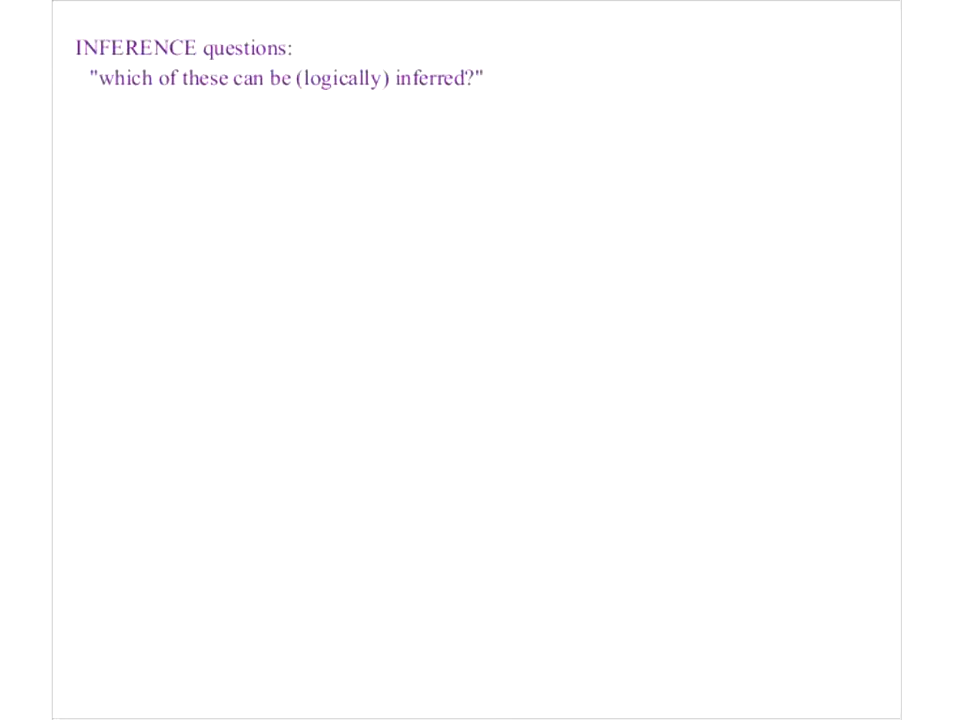 INFERENCE questions:
"which of these can be (logically) inferred?"